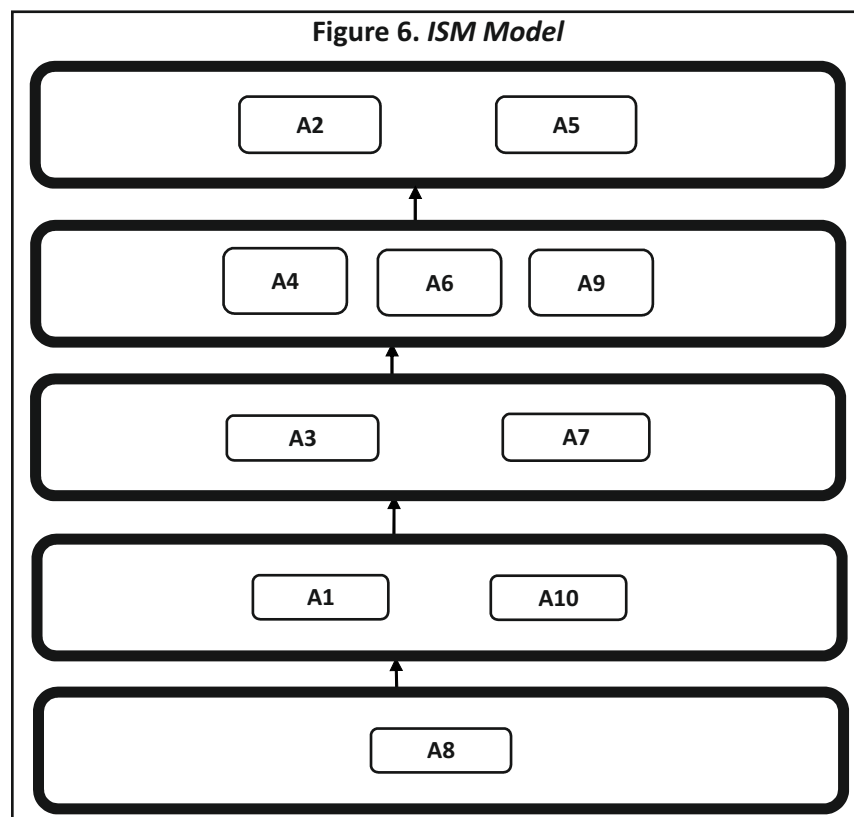 Figure 6. ISM Model
A2 A5
A4 A6 A9
A3 A7
A1 A10
A8